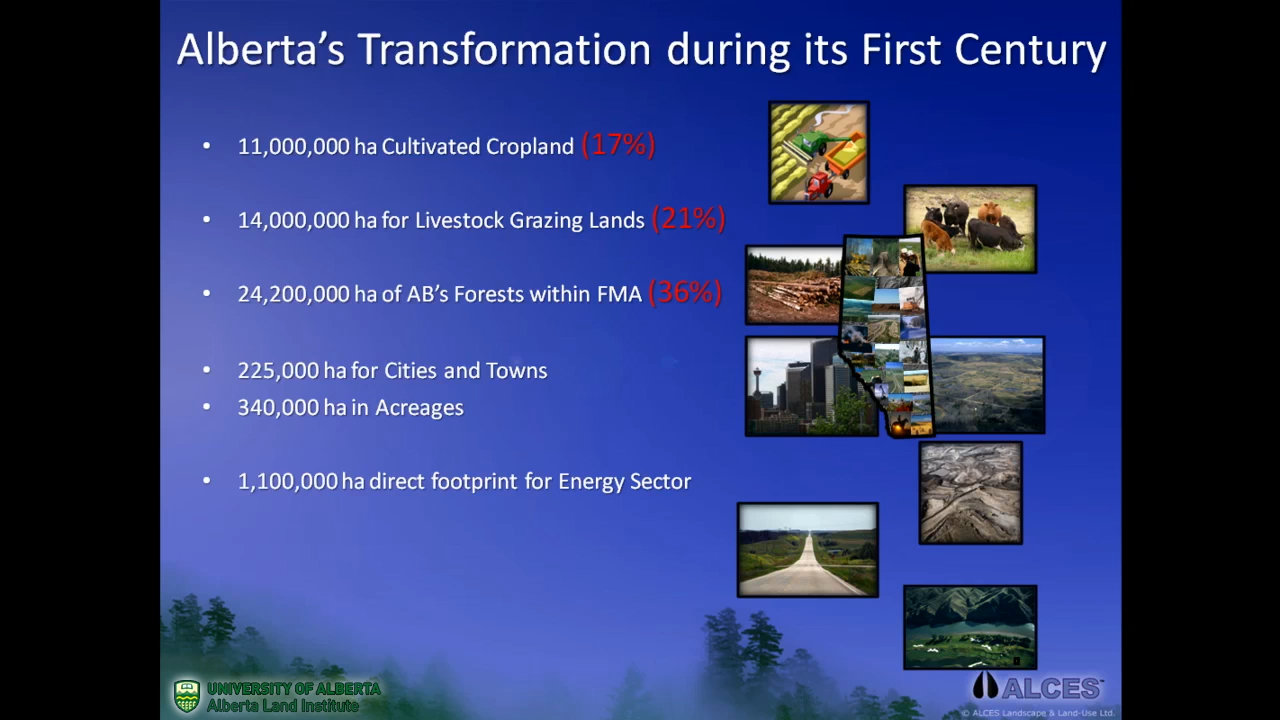 Alberta's Transformation during its First Century
• 11,000,000 ha Cultivated Cropland (17%)
• 14,000,000 ha for Livestock Grazing Lands (21%)
• 24,200,000 ha of AB's Forests within FMA (36%)
• 225,000 ha for Cities and Towns
• 340,000 ha in Acreages
• 1,100,000 ha direct footprint for Energy Sector
UNIVERSITY OF ALBERTA
Alberta Land Institute
ALCES™
© ALCES Landscape & Land-Use Ltd.